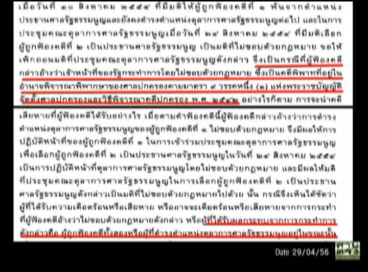 เมื่อวันที่ ๑๐ สิงหาคม ๒๕๕๔ ที่มีมติให้ผู้ถูกฟ้องคดีที่ ๑ พ้นจากตำแหน่ง
ประธานศาลรัฐธรรมนูญและยังคงดำรงตำแหน่งตุลาการศาลรัฐธรรมนูญต่อไป และในการ
ประชุมคณะตุลาการศาลรัฐธรรมนูญเมื่อวันที่ ๒๔ สิงหาคม ๒๕๕๔ ที่มีมติเลือก
ผู้ถูกฟ้องคดีที่ ๒ เป็นประธานศาลรัฐธรรมนูญ เป็นมติที่ไม่ชอบด้วยกฎหมาย ขอให้
เพิกถอนมติที่ประชุมคณะตุลาการศาลรัฐธรรมนูญดังกล่าว จึงเป็นกรณีที่ผู้ฟ้องคดี
กล่าวอ้างว่าเจ้าหน้าที่ของรัฐกระทำการโดยไม่ชอบด้วยกฎหมาย ซึ่งเป็นคดีพิพาทที่อยู่ใน
อำนาจพิจารณาพิพากษาของศาลปกครองตามมาตรา ๙ วรรคหนึ่ง (๑) แห่งพระราชบัญญัติ
จัดตั้งศาลปกครองและวิธีพิจารณาคดีปกครอง พ.ศ. ๒๕๔๒ อย่างไรก็ตาม การจะนำคดี
เสียหายที่ผู้ฟ้องคดีได้รับอย่างไร เมื่อตามคำฟ้องคดีนี้ผู้ฟ้องคดีกล่าวอ้างว่าการดำรง
ตำแหน่งตุลาการศาลรัฐธรรมนูญของผู้ถูกฟ้องคดีที่ ๑ ไม่ชอบด้วยกฎหมาย จึงมีผลให้การ
ปฏิบัติหน้าที่ของผู้ถูกฟ้องคดีที่ ๑ ในการเข้าร่วมประชุมคณะตุลาการศาลรัฐธรรมนูญ
เพื่อเลือกผู้ถูกฟ้องคดีที่ ๒ เป็นประธานศาลรัฐธรรมนูญในวันที่ ๒๔ สิงหาคม ๒๕๕๔
เป็นการปฏิบัติหน้าที่ตุลาการศาลรัฐธรรมนูญโดยไม่ชอบด้วยกฎหมาย และมีผลให้มติ
ที่ประชุมคณะตุลาการศาลรัฐธรรมนูญในการเลือกผู้ถูกฟ้องคดีที่ ๒ เป็นประธาน
ศาลรัฐธรรมนูญดังกล่าวเป็นมติที่ไม่ชอบด้วยกฎหมายไปด้วย นั้น กรณีจึงเห็นได้ชัดว่า
ผู้ที่ได้รับความเดือดร้อนหรือเสียหาย หรืออาจจะเดือดร้อนหรือเสียหายจากการกระทำ
ที่ผู้ฟ้องคดีอ้างว่าไม่ชอบด้วยกฎหมายดังกล่าว หรือผู้ที่ได้รับผลกระทบจากการกระทำการ
ดังกล่าวคือ ผู้ถูกฟ้องคดีทั้งสองหรือผู้ที่ดำรงตำแหน่งตุลาการศาลรัฐธรรมนูญอยู่ในขณะนั้น
Date 29/04/56